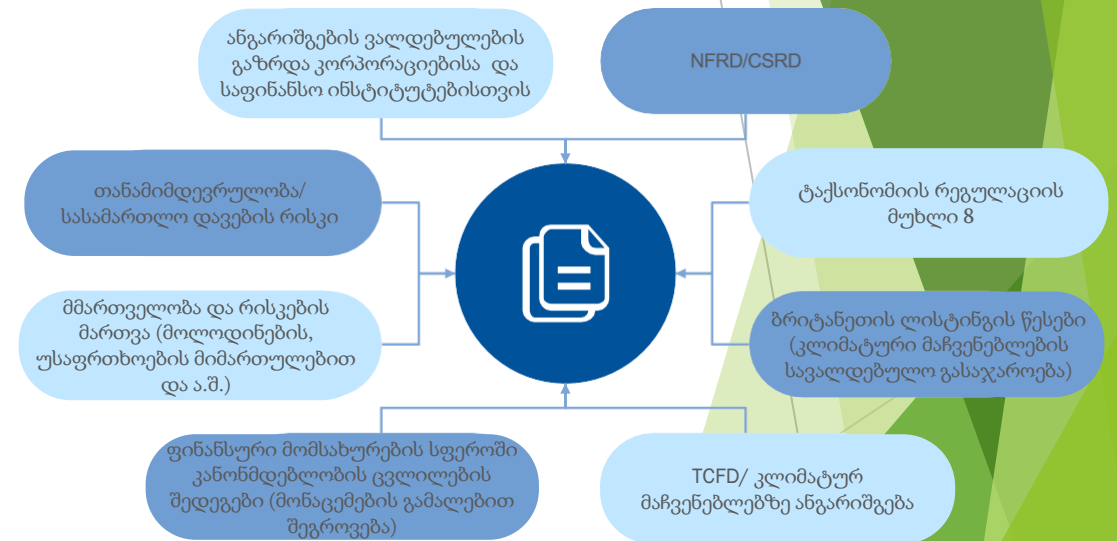 ანგარიშგების ვალდებულების
გაზრდა კორპორაციებისა და
საფინანსო ინსტიტუტებისთვის
NFRD/CSRD
თანამიმდევრულობა/
სასამართლო დავების რისკი
ტაქსონომიის რეგულაციის
მუხლი 8
მმართველობა და რისკების
მართვა (მოლოდინების,
უსაფრთხოების მიმართულებით
და ა.შ.)
ბრიტანეთის ლისტინგის წესები
(კლიმატური მაჩვენებლების
სავალდებულო გასაჯაროება)
ფინანსური მომსახურების სფეროში
კანონმდებლობის ცვლილების
შედეგები (მონაცემების გამალებით
შეგროვება)
TCFD/ კლიმატურ
მაჩვენებლებზე ანგარიშგება